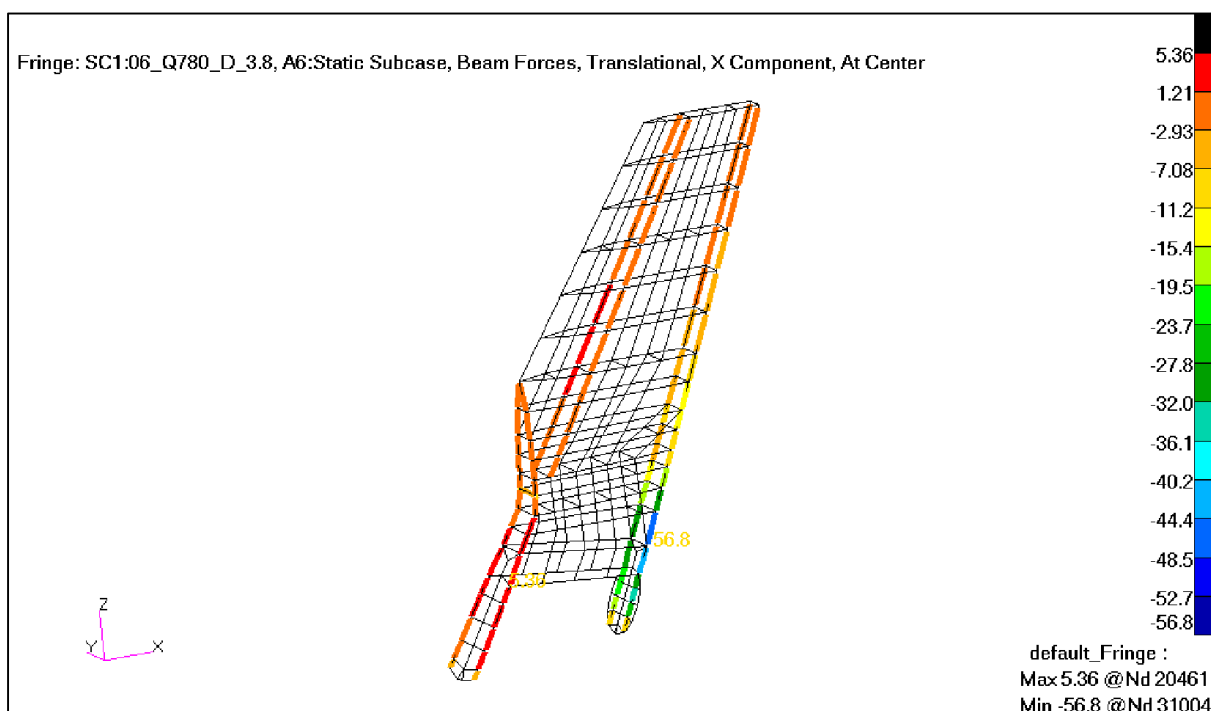 Fringe: SC1:06_Q780_D_3.8, A6:Static Subcase, Beam Forces, Translational, X Component, At Center
5.36
1.21
-2.93
-7.08
-11.2
-15.4
-19.5
-23.7
-27.8
-32.0
-36.1
-40.2
-44.4
-48.5
-52.7
-56.8
56.8
5.36
Z
Y
X
default_Fringe :
Max 5.36 @Nd 20461
Min -56.8 @Nd 31004